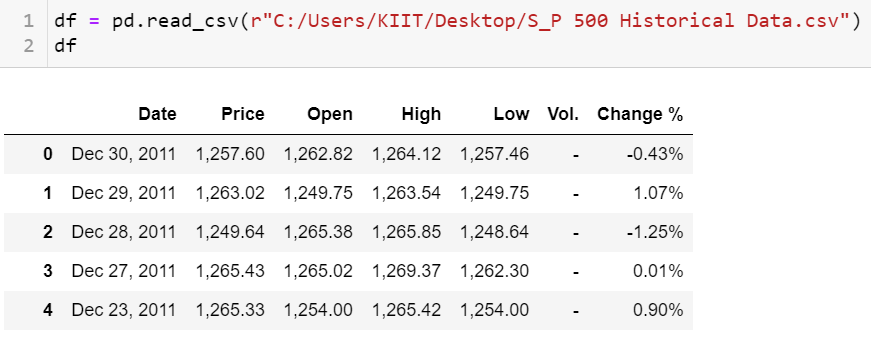 1 df = pd.read_csv(r"C:/Users/KIIT/Desktop/S_P 500 Historical Data.csv")
2 df
Date Price Open High Low Vol. Change %
0 Dec 30, 2011 1,257.60 1,262.82 1,264.12 1,257.46 - -0.43%
1 Dec 29, 2011 1,263.02 1,249.75 1,263.54 1,249.75 - 1.07%
2 Dec 28, 2011 1,249.64 1,265.38 1,265.85 1,248.64 - -1.25%
3 Dec 27, 2011 1,265.43 1,265.02 1,269.37 1,262.30 - 0.01%
4 Dec 23, 2011 1,265.33 1,254.00 1,265.42 1,254.00 - 0.90%